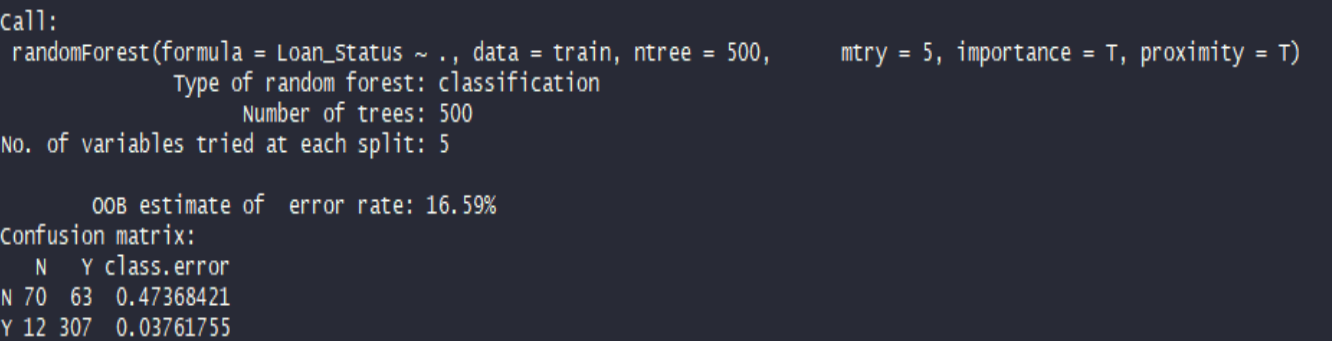 Call:
randomForest(formula = Loan_Status ~ ., data = train, ntree = 500,      mtry = 5, importance = T, proximity = T)
Type of random forest: classification
Number of trees: 500
No. of variables tried at each split: 5
OOB estimate of  error rate: 16.59%
Confusion matrix:
N   Y class.error
N 70  63  0.47368421
Y 12 307  0.03761755